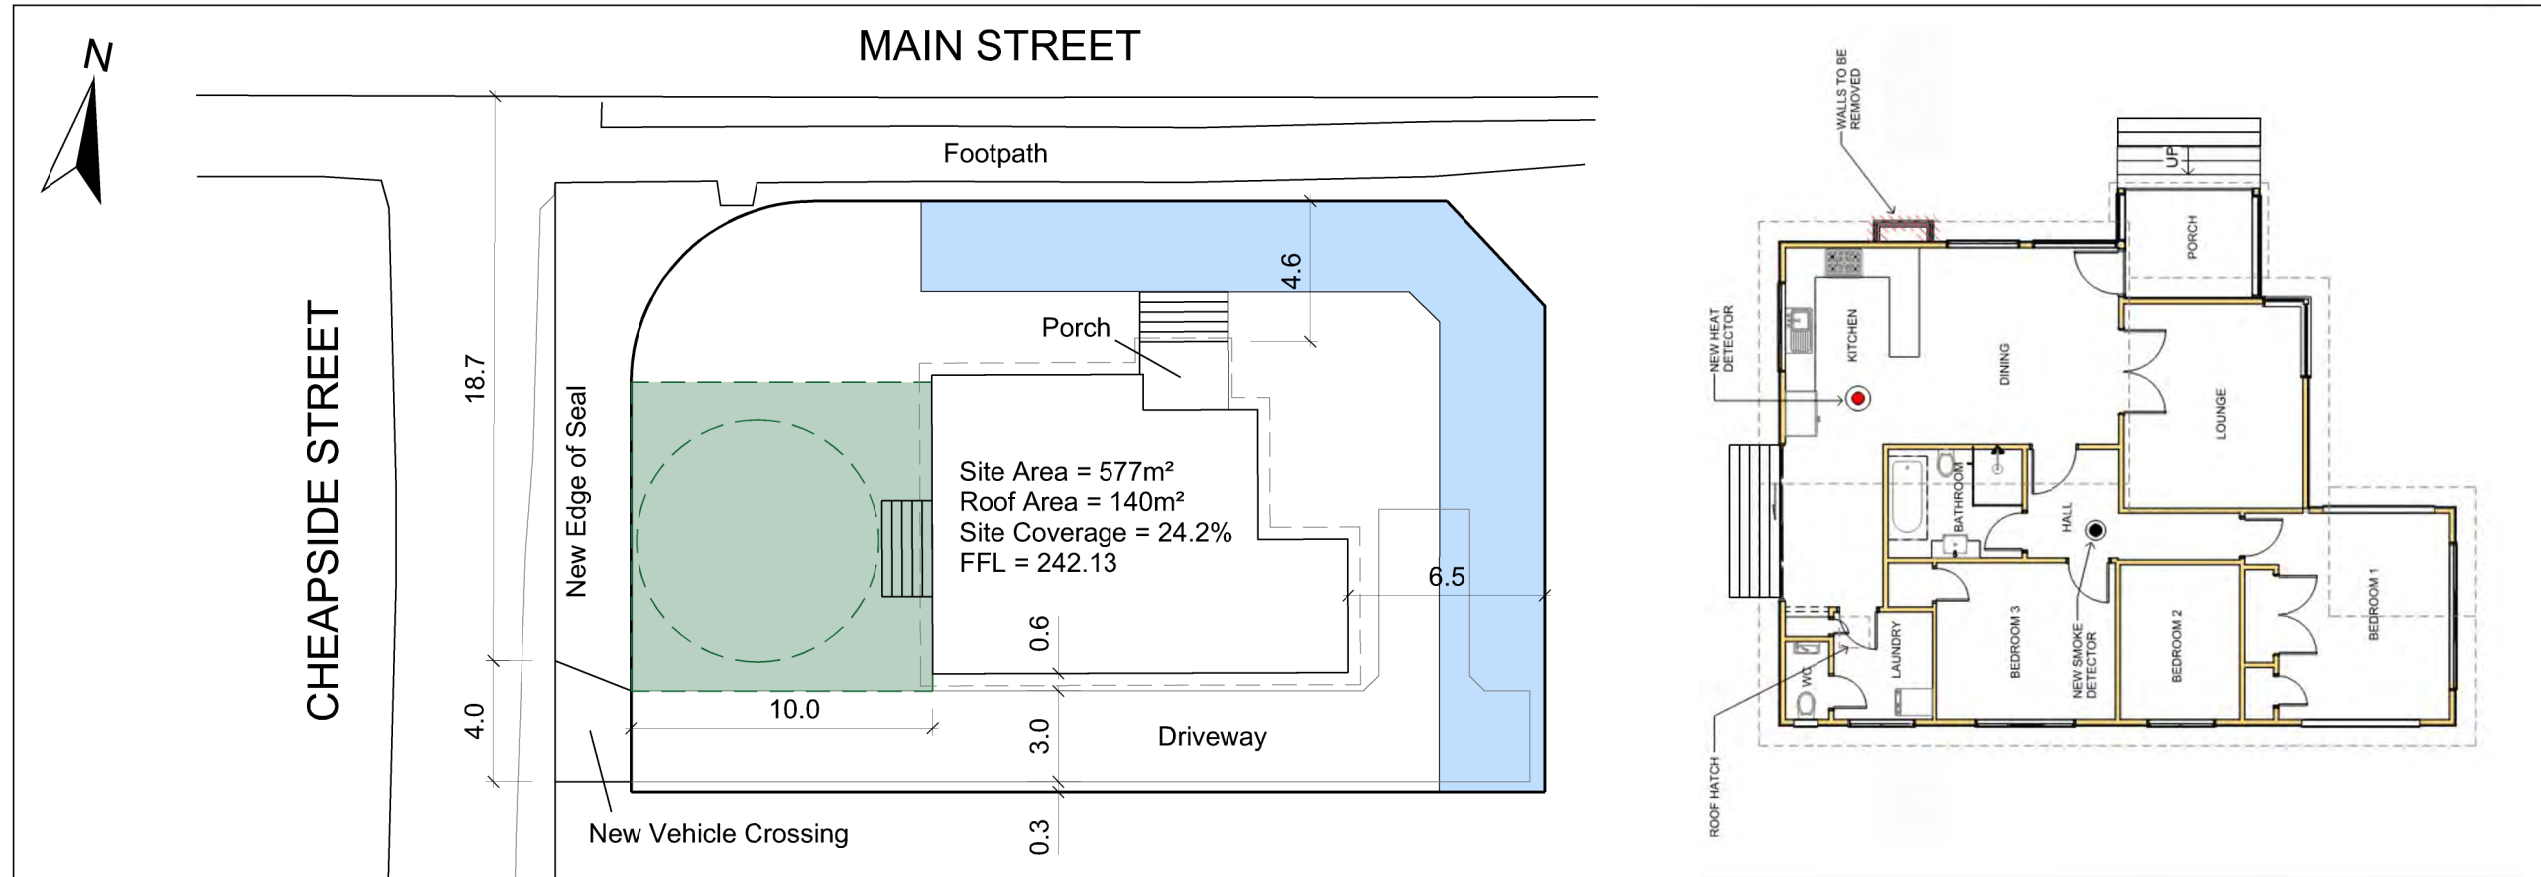 MAIN STREET
N
Footpath
CHEAPSIDE STREET
18.7
4.0
New Edge of Seal
Porch
4.6
Site Area = 577m²
Roof Area = 140m²
Site Coverage = 24.2%
FFL = 242.13
6.5
0.6
10.0
3.0
Driveway
0.3
New Vehicle Crossing
WALLS TO BE
REMOVED
UP
PORCH
NEW HEAT
DETECTOR
KITCHEN
DINING
LOUNGE
BATHROOM
HALL
NEW SMOKE
DETECTOR
WC
LAUNDRY
BEDROOM 3
BEDROOM 2
BEDROOM 1
ROOF HATCH